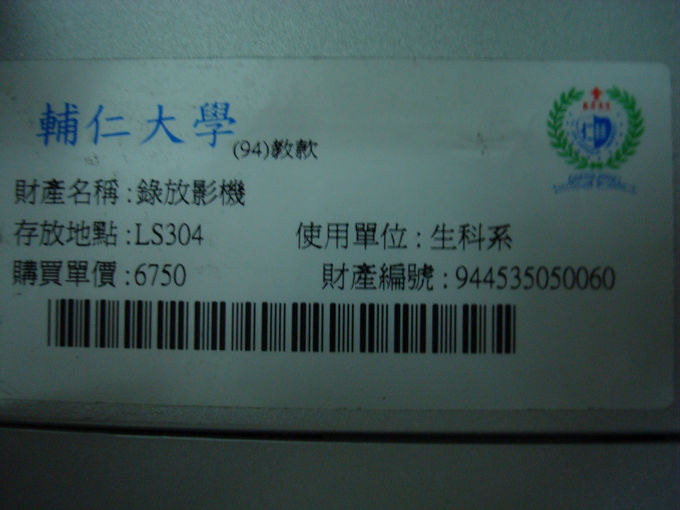 輔仁大學
(94)教款
財產名稱:錄放影機
存放地點:LS304 使用單位:生科系
購買單價:6750 財產編號:944535050060